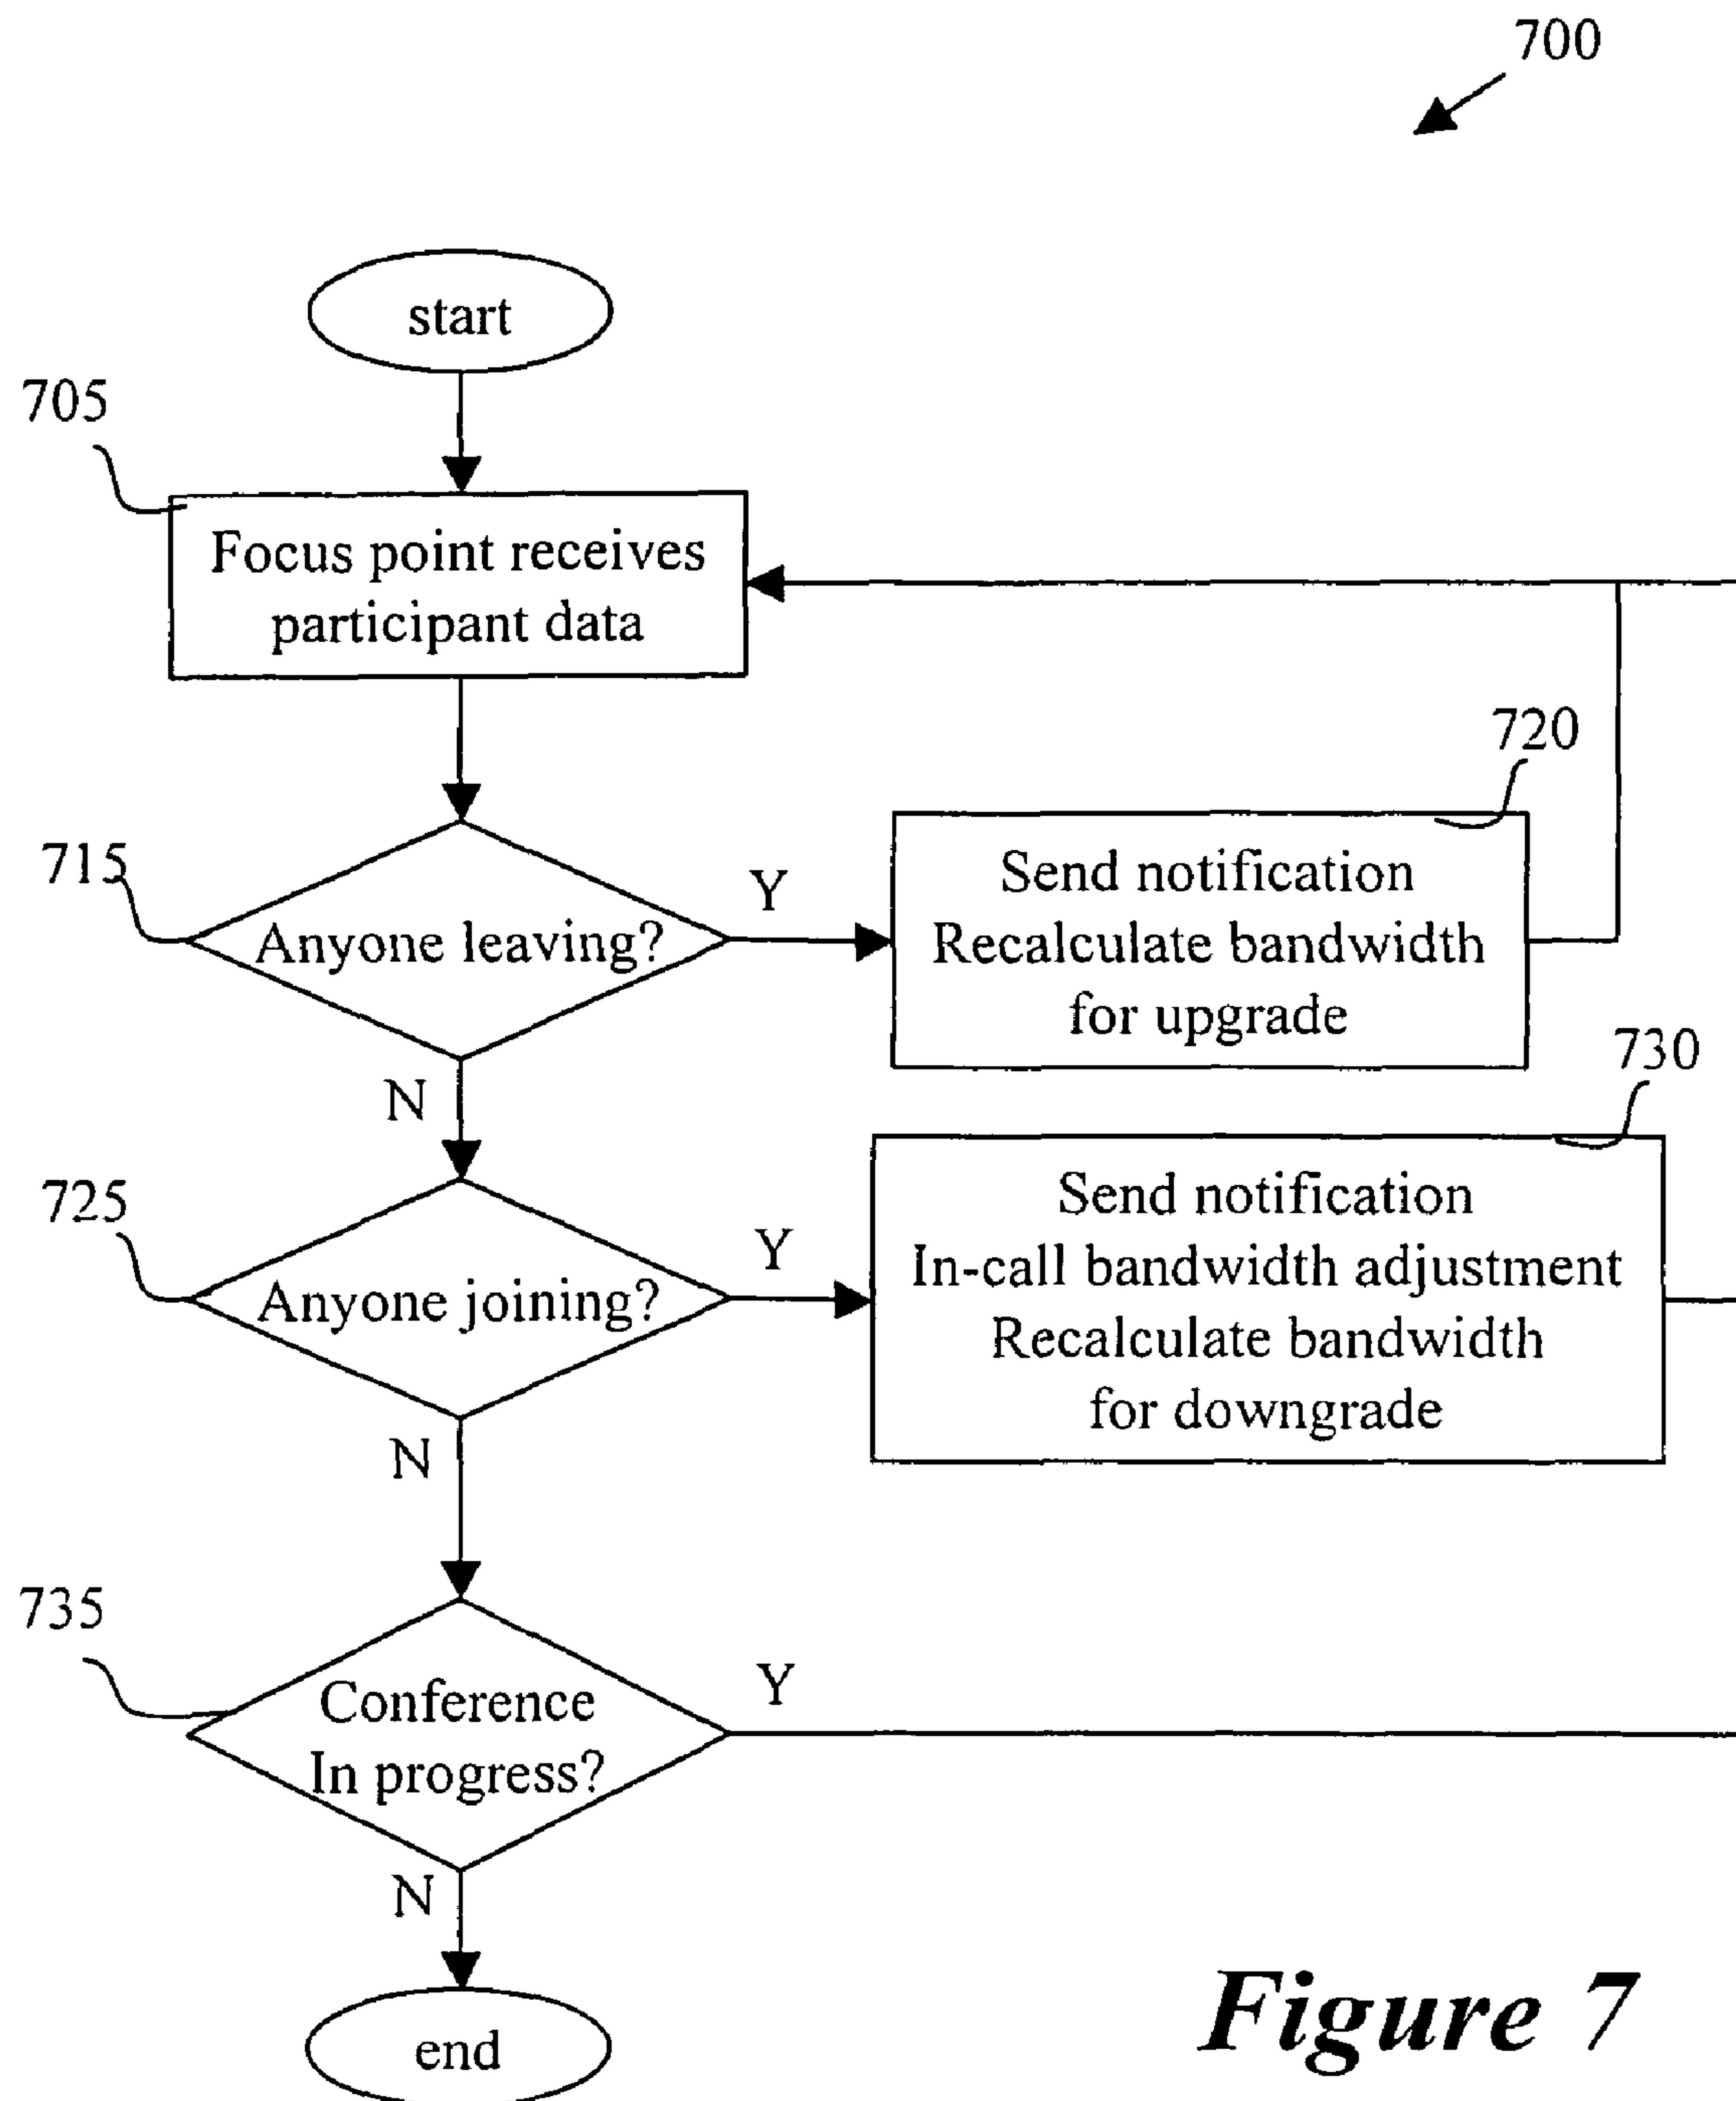 700
start
705
Focus point receives
participant data
720
715
Anyone leaving?
Y
Send notification
Recalculate bandwidth
for upgrade
N
730
725
Anyone joining?
Y
Send notification
In-call bandwidth adjustment
Recalculate bandwidth
for downgrade
N
735
Conference
In progress?
Y
N
end
Figure 7